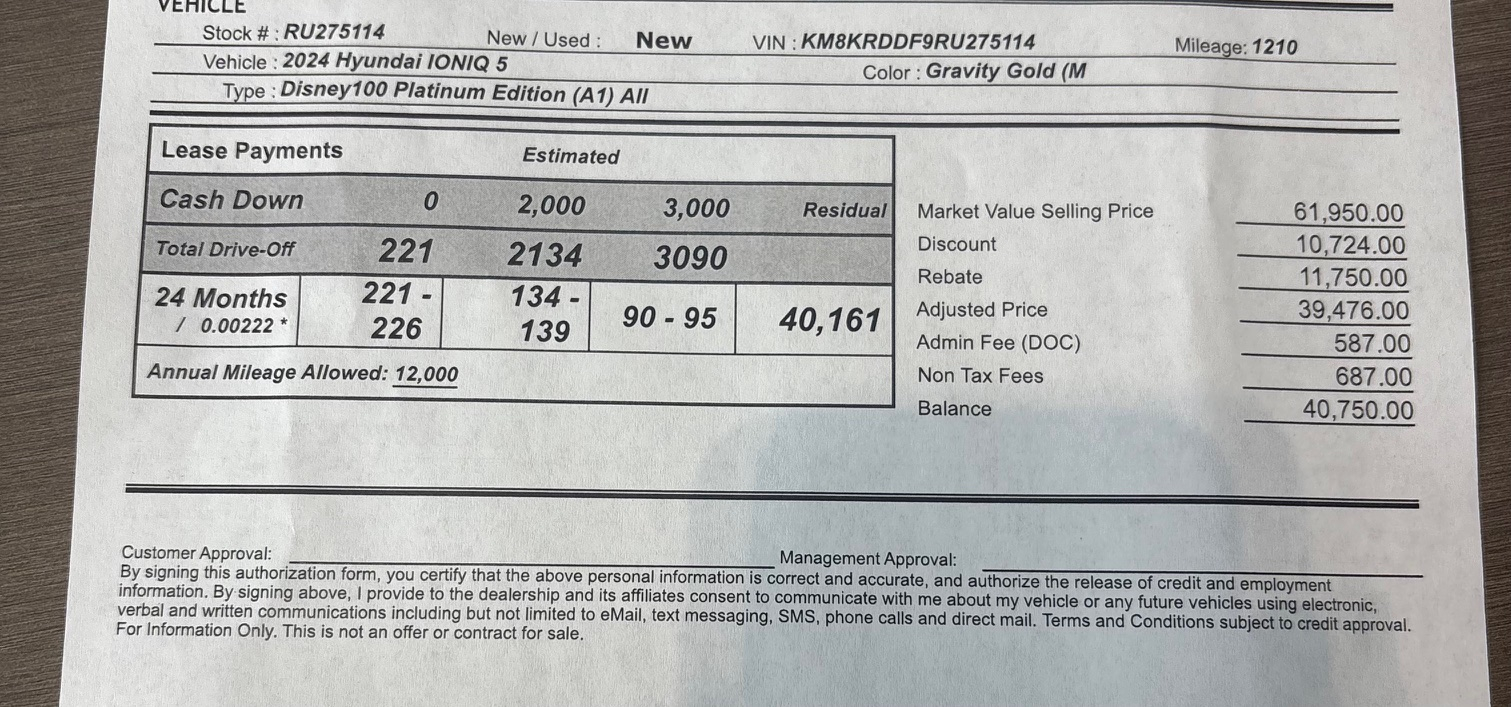 VEHICLE
Stock # : RU275114 New / Used : New VIN : KM8KRDDF9RU275114 Mileage: 1210
Vehicle : 2024 Hyundai IONIQ 5 Color : Gravity Gold (M
Type : Disney100 Platinum Edition (A1) All
Lease Payments Estimated
Cash Down 0 2,000 3,000 Residual
Total Drive-Off 221 2134 3090
24 Months / 0.00222 * 221 - 226 134 - 139 90 - 95 40,161
Annual Mileage Allowed: 12,000
Market Value Selling Price 61,950.00
Discount 10,724.00
Rebate 11,750.00
Adjusted Price 39,476.00
Admin Fee (DOC) 587.00
Non Tax Fees 687.00
Balance 40,750.00
Customer Approval: Management Approval:
By signing this authorization form, you certify that the above personal information is correct and accurate, and authorize the release of credit and employment
information. By signing above, I provide to the dealership and its affiliates consent to communicate with me about my vehicle or any future vehicles using electronic,
verbal and written communications including but not limited to eMail, text messaging, SMS, phone calls and direct mail. Terms and Conditions subject to credit approval.
For Information Only. This is not an offer or contract for sale.